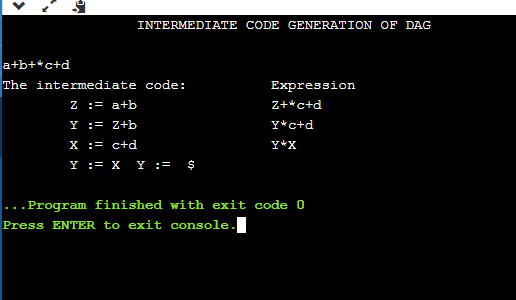 INTERMEDIATE CODE GENERATION OF DAG
a+b+*c+d
The intermediate code: Expression
Z := a+b Z+*c+d
Y := Z+b Y*c+d
X := c+d Y*X
Y := X Y := $
...Program finished with exit code 0
Press ENTER to exit console.